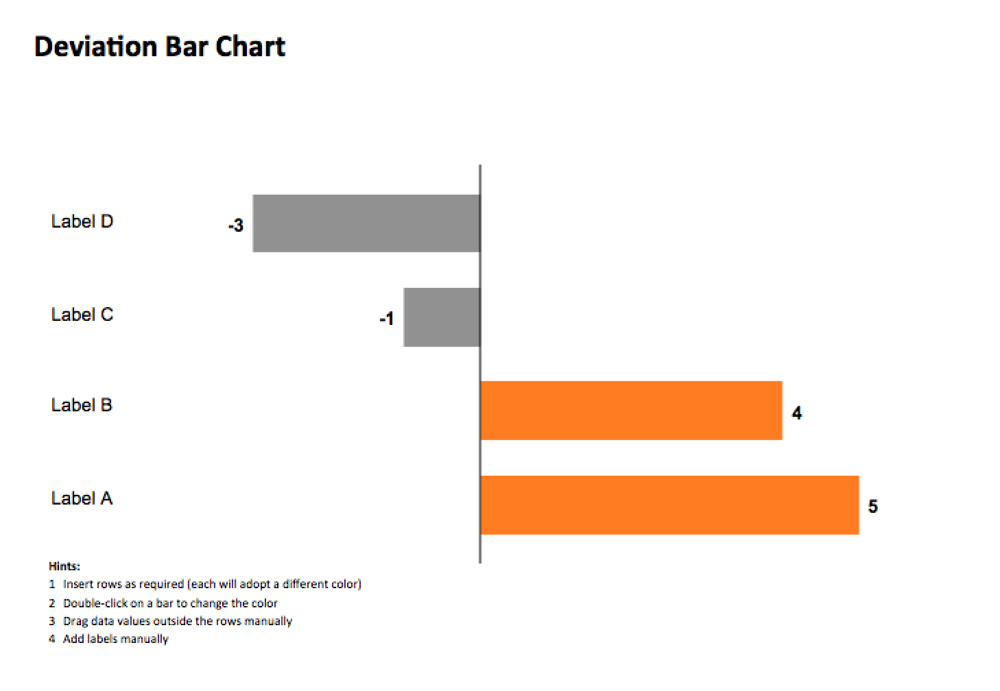 Deviation Bar Chart
Label D
-3
Label C
-1
Label B
4
Label A
5
Hints:
1 Insert rows as required (each will adopt a different color)
2 Double-click on a bar to change the color
3 Drag data values outside the rows manually
4 Add labels manually